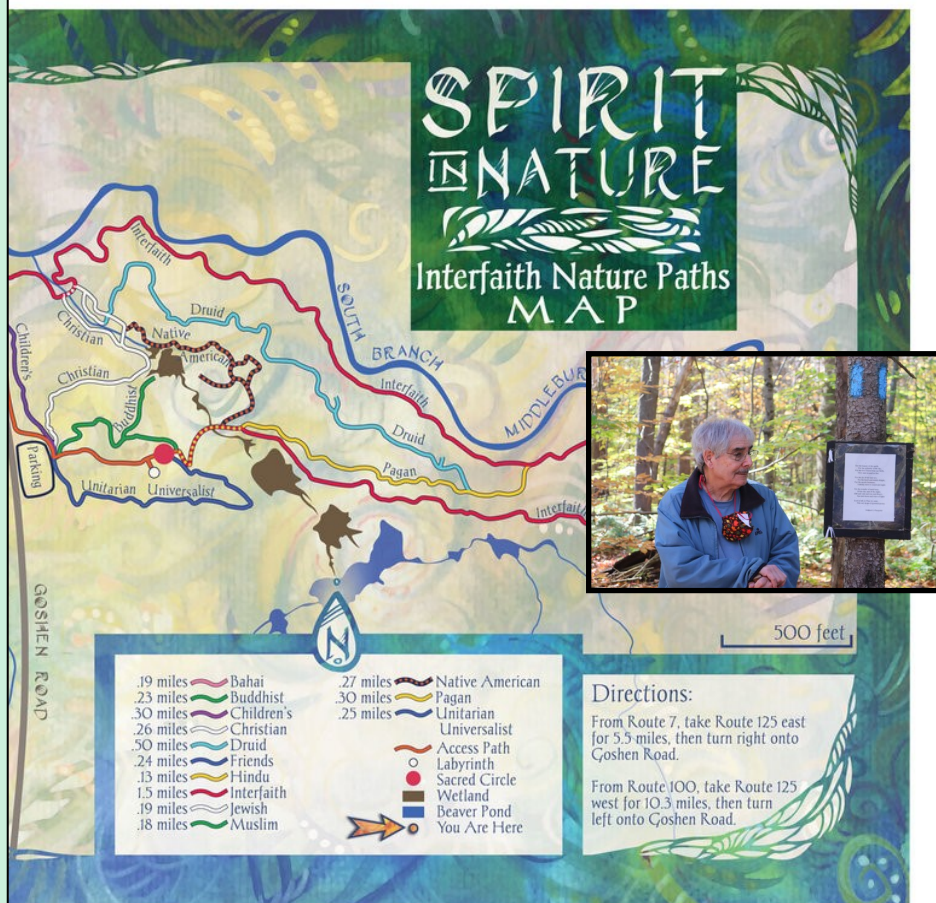 SPIRIT
IN NATURE
Interfaith Nature Paths
MAP
Interfaith
SOUTH
BRANCH
Christian
Druid
Native
American
Children's
Christian
Buddhist
Interfaith
MIDDLEBUR
Druid
Pagan
Parking
Unitarian Universalist
Interfaith
GOSHEN ROAD
N
500 feet
.19 miles Bahai
.23 miles Buddhist
.30 miles Children's
.26 miles Christian
.50 miles Druid
.24 miles Friends
.13 miles Hindu
1.5 miles Interfaith
.19 miles Jewish
.18 miles Muslim
.27 miles Native American
.30 miles Pagan
.25 miles Unitarian
Universalist
Access Path
Labyrinth
Sacred Circle
Wetland
Beaver Pond
You Are Here
Directions:
From Route 7, take Route 125 east
for 5.5 miles, then turn right onto
Goshen Road.
From Route 100, take Route 125
west for 10.3 miles, then turn
left onto Goshen Road.